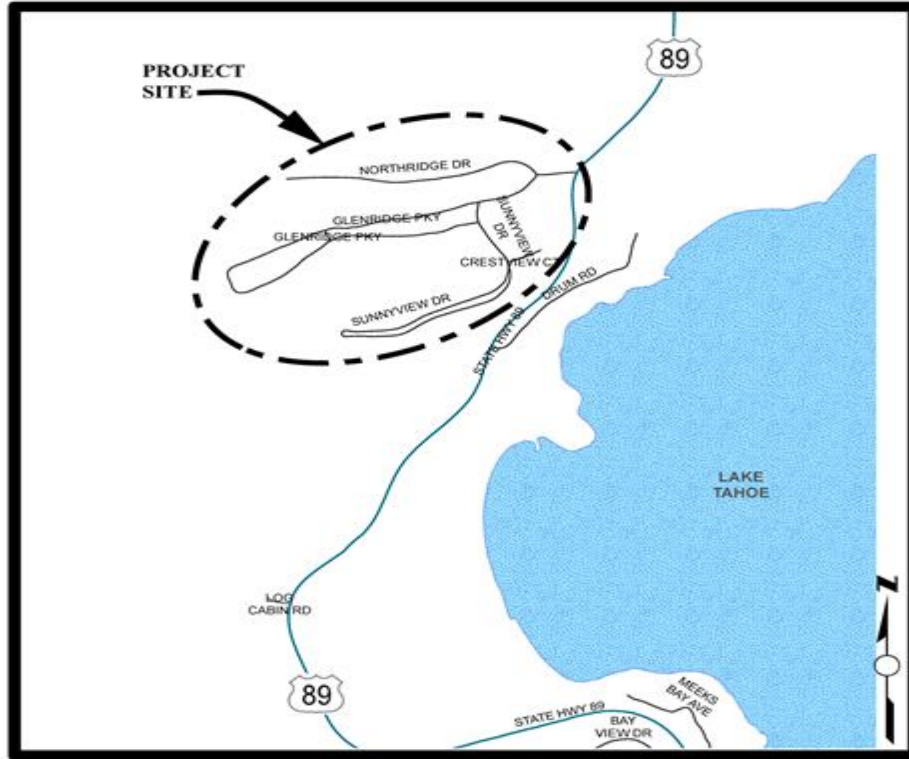 89
PROJECT
SITE
NORTHRIDGE DR
GLENRIDGE PKY
SUNNYVIEW
DR
GLENRIDGE PKY
CRESTVIEW CT
DRUM RD
SUNNYVIEW DR
STATE HWY 89
LAKE
TAHOE
LOG
CABIN RD
N
89
MEEKS
BAY AVE
STATE HWY 89
BAY
VIEW DR